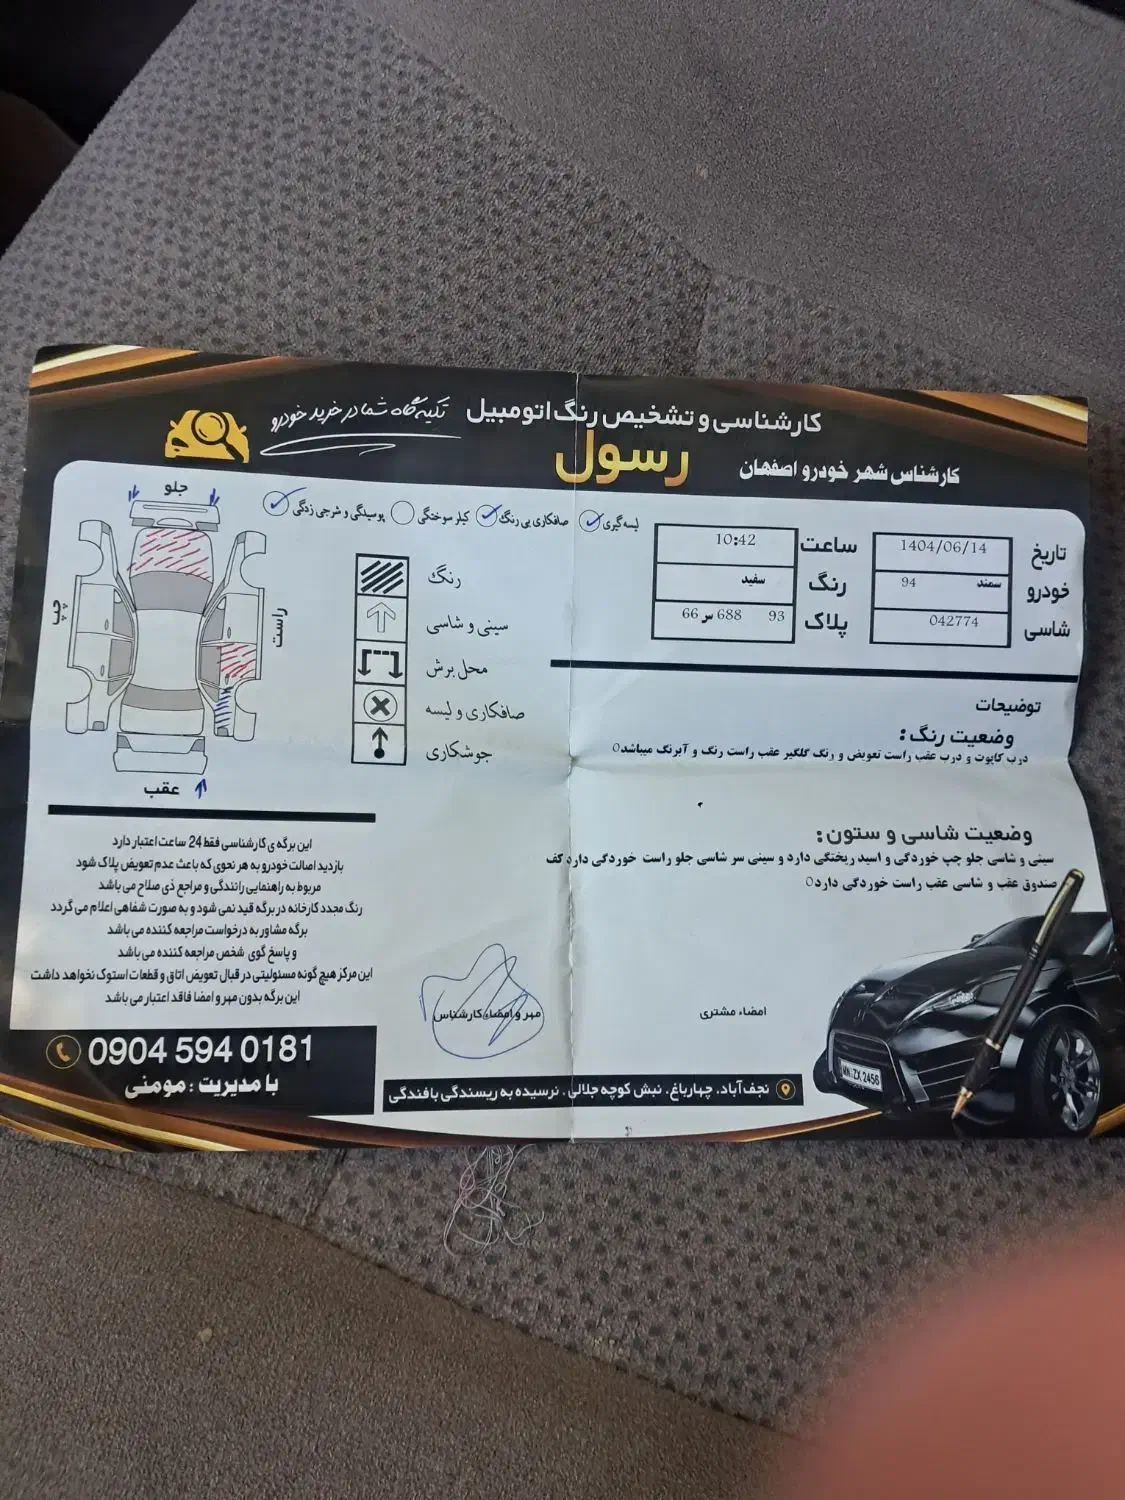 کارشناسی و تشخیص رنگ اتومبیل
تکیه گاه شما در خرید خودرو
رسول
کارشناس شهر خودرو اصفهان
تاریخ 1404/06/14
خودرو سمند 94
شاسی 042774
ساعت 10:42
رنگ سفید
پلاک 93 688 س 66
لیسه گیری
صافکاری بی رنگ
کیلر سوختگی
پوسیدگی و شرجی زدگی
جلو
چپ
راست
عقب
رنگ
سینی و شاسی
محل برش
صافکاری و لیسه
جوشکاری
توضیحات
وضعیت رنگ:
درب کاپوت و درب عقب راست تعویض و رنگ گلگیر عقب راست رنگ و آبرنگ میباشد0
وضعیت شاسی و ستون:
سینی و شاسی جلو چپ خوردگی و اسید ریختگی دارد و سینی سر شاسی جلو راست خوردگی دارد کف
صندوق عقب و شاسی عقب راست خوردگی دارد0
این برگه ی کارشناسی فقط 24 ساعت اعتبار دارد
بازدید اصالت خودرو به هر نحوی که باعث عدم تعویض پلاک شود
مربوط به راهنمایی رانندگی و مراجع ذی صلاح می باشد
رنگ مجدد کارخانه در برگه قید نمی شود و به صورت شفاهی اعلام می گردد
برگه مشاور به درخواست مراجعه کننده می باشد
و پاسخ گوی شخص مراجعه کننده می باشد
این مرکز هیچ گونه مسئولیتی در قبال تعویض اتاق و قطعات استوک نخواهد داشت
این برگه بدون مهر و امضا فاقد اعتبار می باشد
مهر و امضاء کارشناس
امضاء مشتری
0904 594 0181
با مدیریت : مومنی
نجف آباد، چهارباغ، نبش کوچه جلالی، نرسیده به ریسندگی بافندگی
MN:ZX 2456